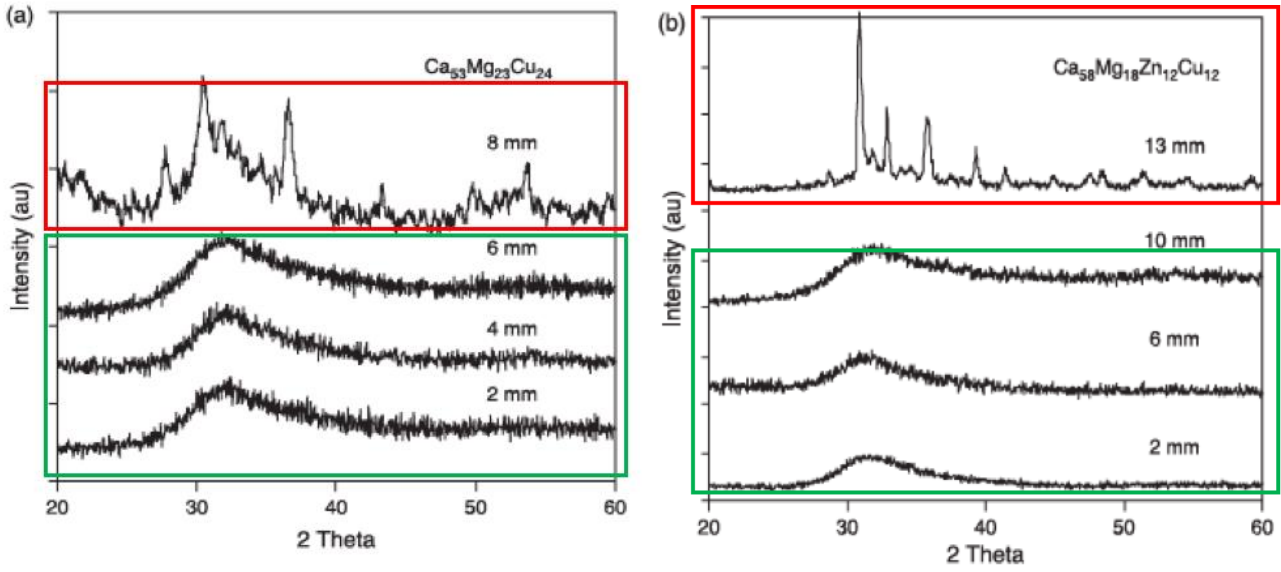 (a)
Ca₅₃Mg₂₃Cu₂₄
8 mm
6 mm
4 mm
2 mm
Intensity (au)
20 30 40 50 60
2 Theta
(b)
Ca₅₈Mg₁₈Zn₁₂Cu₁₂
13 mm
10 mm
6 mm
2 mm
Intensity (au)
20 30 40 50 60
2 Theta